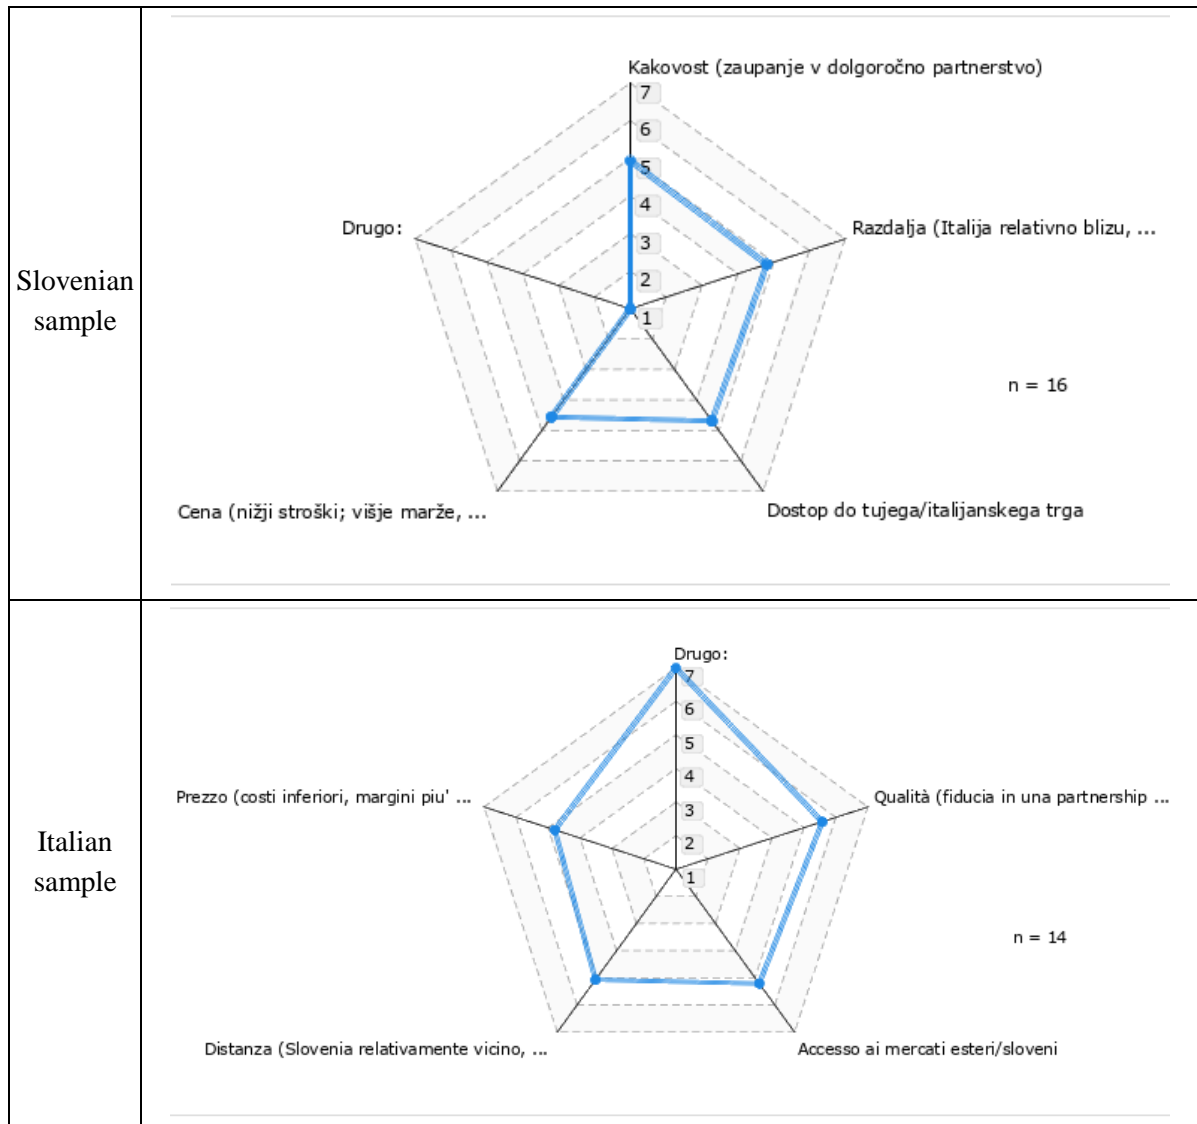 Slovenian
sample
Kakovost (zaupanje v dolgoročno partnerstvo)
7
6
5
4
3
2
1
Drugo:
Razdalja (Italija relativno blizu, ...
n = 16
Cena (nižji stroški; višje marže, ...
Dostop do tujega/italijanskega trga
Italian
sample
Drugo:
7
6
5
4
3
2
1
Prezzo (costi inferiori, margini piu' ...
Qualità (fiducia in una partnership ...
n = 14
Distanza (Slovenia relativamente vicino, ...
Accesso ai mercati esteri/sloveni